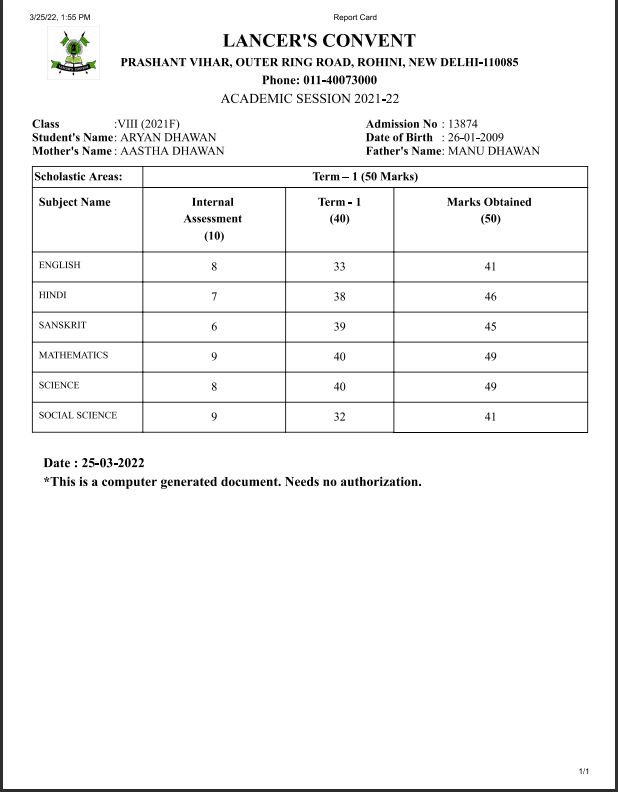 3/25/22, 1:55 PM Report Card
LANCER'S CONVENT
PRASHANT VIHAR, OUTER RING ROAD, ROHINI, NEW DELHI-110085
Phone: 011-40073000
ACADEMIC SESSION 2021-22
Class :VIII (2021F) Admission No : 13874
Student's Name : ARYAN DHAWAN Date of Birth : 26-01-2009
Mother's Name : AASTHA DHAWAN Father's Name: MANU DHAWAN
Scholastic Areas: Term – 1 (50 Marks)
Subject Name Internal Assessment (10) Term - 1 (40) Marks Obtained (50)
ENGLISH 8 33 41
HINDI 7 38 46
SANSKRIT 6 39 45
MATHEMATICS 9 40 49
SCIENCE 8 40 49
SOCIAL SCIENCE 9 32 41
Date : 25-03-2022
*This is a computer generated document. Needs no authorization.
1/1